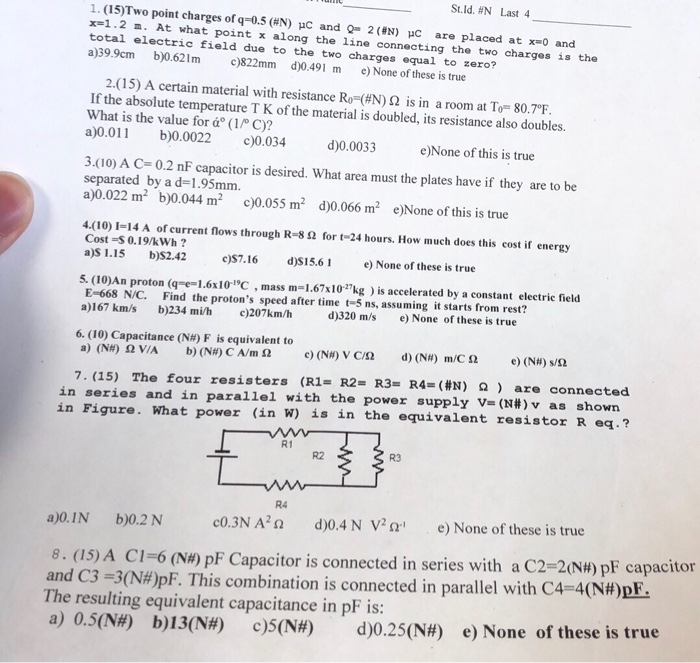 St.Id. #N Last 4
1. (15)Two point charges of q=0.5 (#N) µC and Q= 2(#N) µC are placed at x=0 and
x=1.2 m. At what point x along the line connecting the two charges is the
total electric field due to the two charges equal to zero?
a)39.9cm b)0.621m c)822mm d)0.491 m e) None of these is true
2.(15) A certain material with resistance R₀=(#N) Ω is in a room at T₀= 80.7°F.
If the absolute temperature T K of the material is doubled, its resistance also doubles.
What is the value for ά° (1/° C)?
a)0.011 b)0.0022 c)0.034 d)0.0033 e)None of this is true
3.(10) A C= 0.2 nF capacitor is desired. What area must the plates have if they are to be
separated by a d=1.95mm.
a)0.022 m² b)0.044 m² c)0.055 m² d)0.066 m² e)None of this is true
4.(10) I=14 A of current flows through R=8 Ω for t=24 hours. How much does this cost if energy
Cost =$ 0.19/kWh ?
a)$ 1.15 b)$2.42 c)$7.16 d)$15.6 1 e) None of these is true
5. (10)An proton (q=e=1.6x10⁻¹⁹C , mass m=1.67x10⁻²⁷kg ) is accelerated by a constant electric field
E=668 N/C. Find the proton's speed after time t=5 ns, assuming it starts from rest?
a)167 km/s b)234 mi/h c)207km/h d)320 m/s e) None of these is true
6. (10) Capacitance (N#) F is equivalent to
a) (N#) Ω V/A b) (N#) C A/m Ω c) (N#) V C/Ω d) (N#) m/C Ω e) (N#) s/Ω
7. (15) The four resisters (R1= R2= R3= R4=(#N) Ω ) are connected
in series and in parallel with the power supply V=(N#)v as shown
in Figure. What power (in W) is in the equivalent resistor R eq.?
R1
R2
R3
R4
a)0.1N b)0.2 N c0.3N A² Ω d)0.4 N V² Ω⁻¹ e) None of these is true
8. (15) A C1=6 (N#) pF Capacitor is connected in series with a C2=2(N#) pF capacitor
and C3 =3(N#)pF. This combination is connected in parallel with C4=4(N#)pF.
The resulting equivalent capacitance in pF is:
a) 0.5(N#) b)13(N#) c)5(N#) d)0.25(N#) e) None of these is true